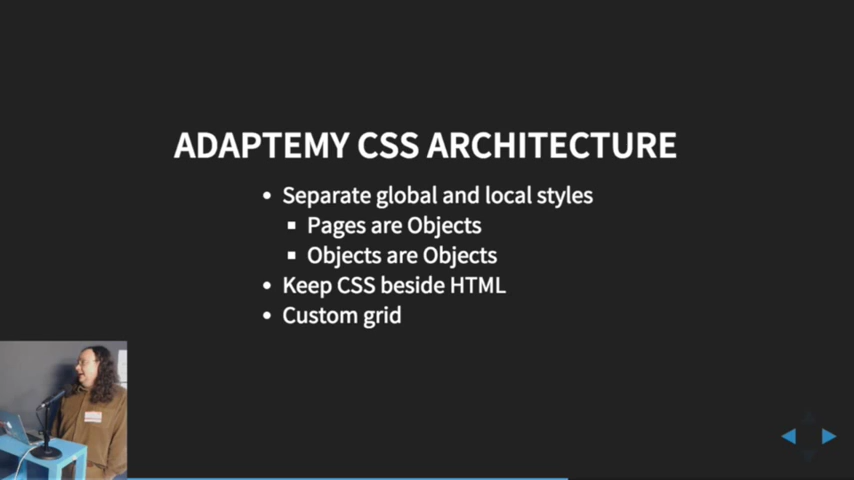 ADAPTEMY CSS ARCHITECTURE
Separate global and local styles
Pages are Objects
Objects are Objects
Keep CSS beside HTML
Custom grid